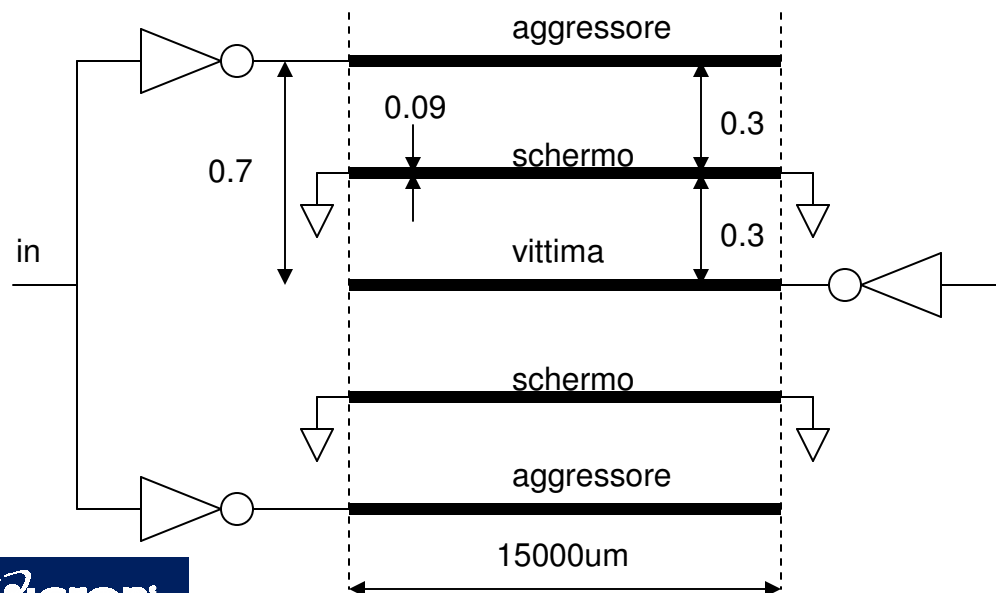 aggressore
0.09
0.3
schermo
0.7
in
vittima
0.3
schermo
aggressore
15000um